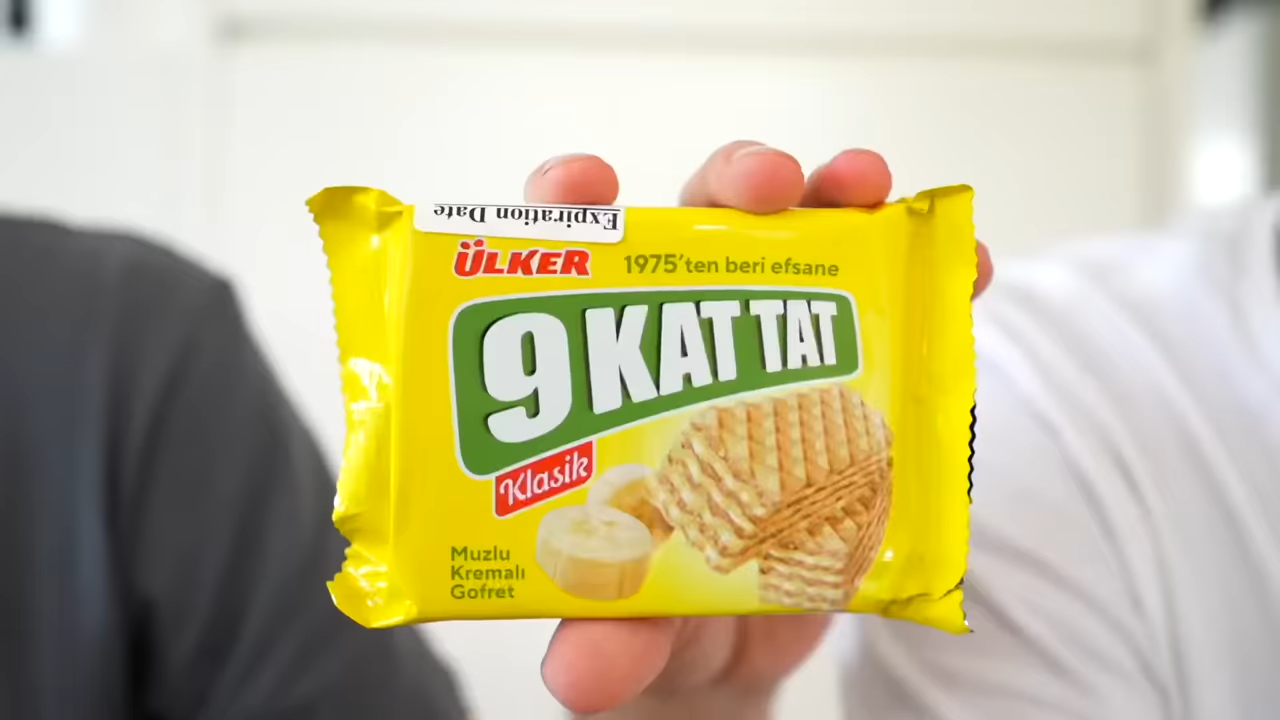 Expiration Date
ÜLKER
1975'ten beri efsane
9 KAT TAT
Klasik
Muzlu
Kremalı
Gofret